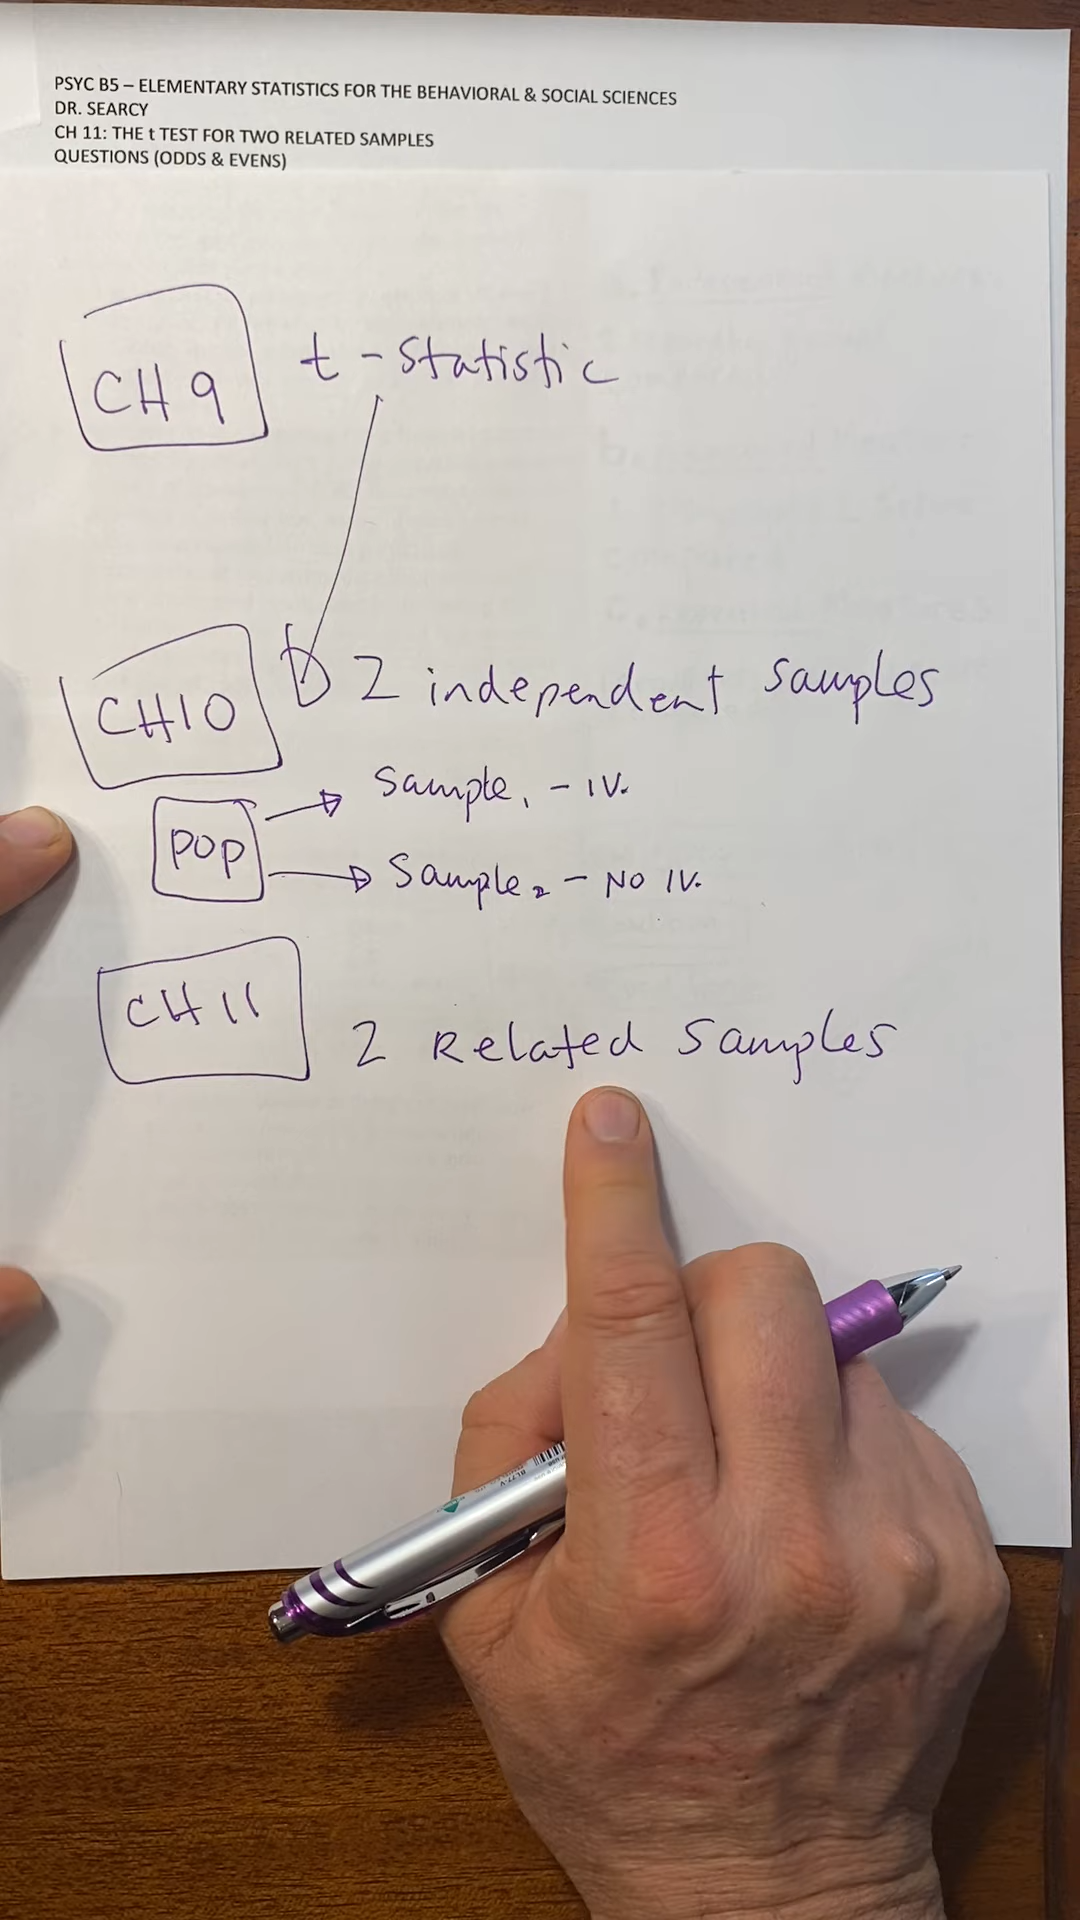 PSYC B5 – ELEMENTARY STATISTICS FOR THE BEHAVIORAL & SOCIAL SCIENCES
DR. SEARCY
CH 11: THE t TEST FOR TWO RELATED SAMPLES
QUESTIONS (ODDS & EVENS)
CH 9 t - Statistic
CH10 2 independent samples
POP
Sample₁ - IV.
Sample₂ - NO IV.
CH 11
2 Related Samples